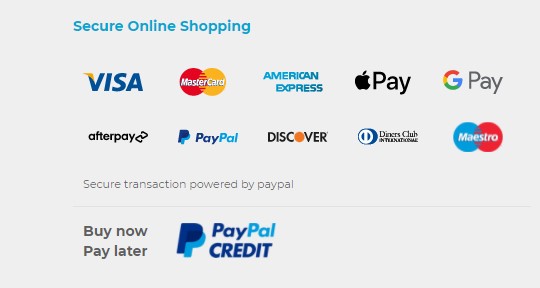 Secure Online Shopping
VISA MasterCard AMERICAN EXPRESS Pay G Pay
afterpay PayPal DISCOVER Diners Club INTERNATIONAL Maestro
Secure transaction powered by paypal
Buy now
Pay later
PayPal
CREDIT